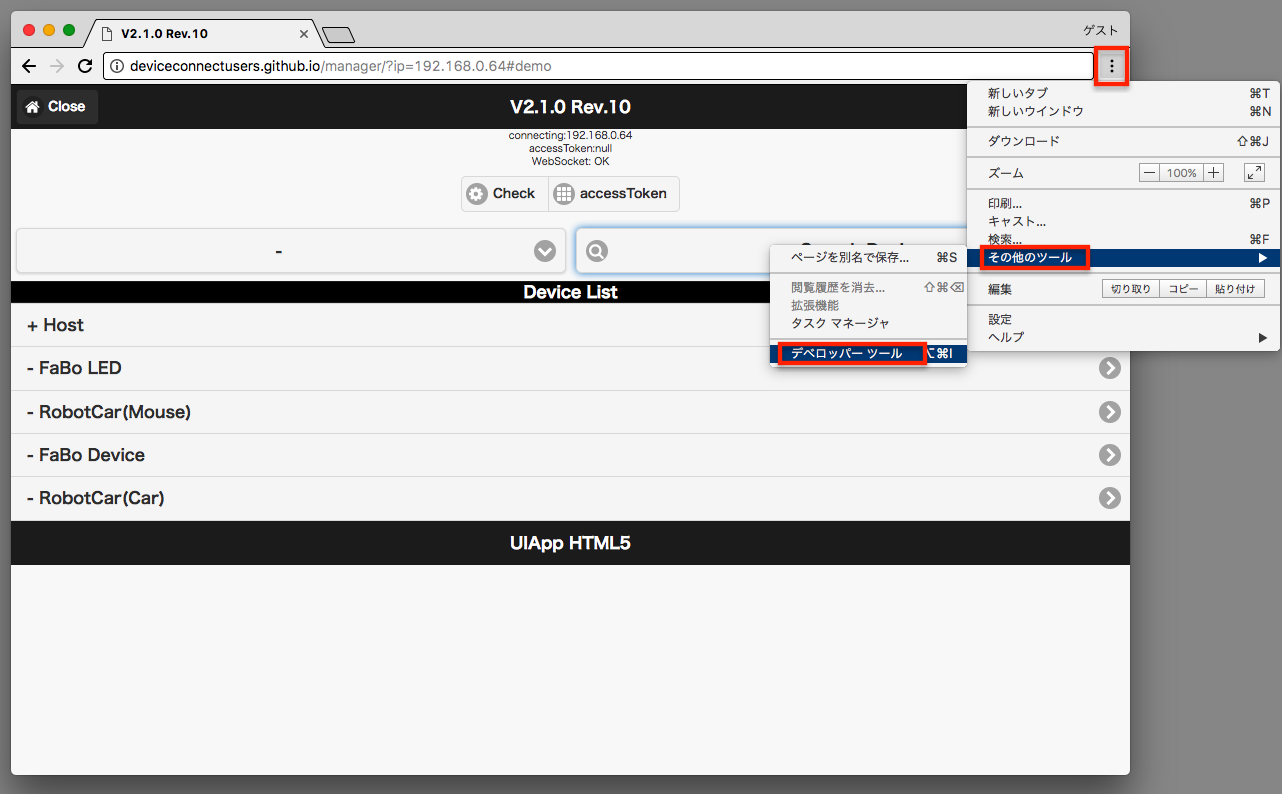 V2.1.0 Rev.10
ゲスト
deviceconnectusers.github.io/manager/?ip=192.168.0.64#demo
Close
V2.1.0 Rev.10
connecting:192.168.0.64
accessToken:null
WebSocket: OK
Check
accessToken
-
Device List
+ Host
- FaBo LED
- RobotCar(Mouse)
- FaBo Device
- RobotCar(Car)
UIApp HTML5
新しいタブ ⌘T
新しいウインドウ ⌘N
ダウンロード ⇧⌘J
ズーム － 100% ＋
印刷... ⌘P
キャスト...
検索... ⌘F
その他のツール ▶
編集 切り取り コピー 貼り付け
設定
ヘルプ ▶
ページを別名で保存... ⌘S
閲覧履歴を消去... ⇧⌘⌫
拡張機能
タスク マネージャ
デベロッパー ツール ⌥⌘I